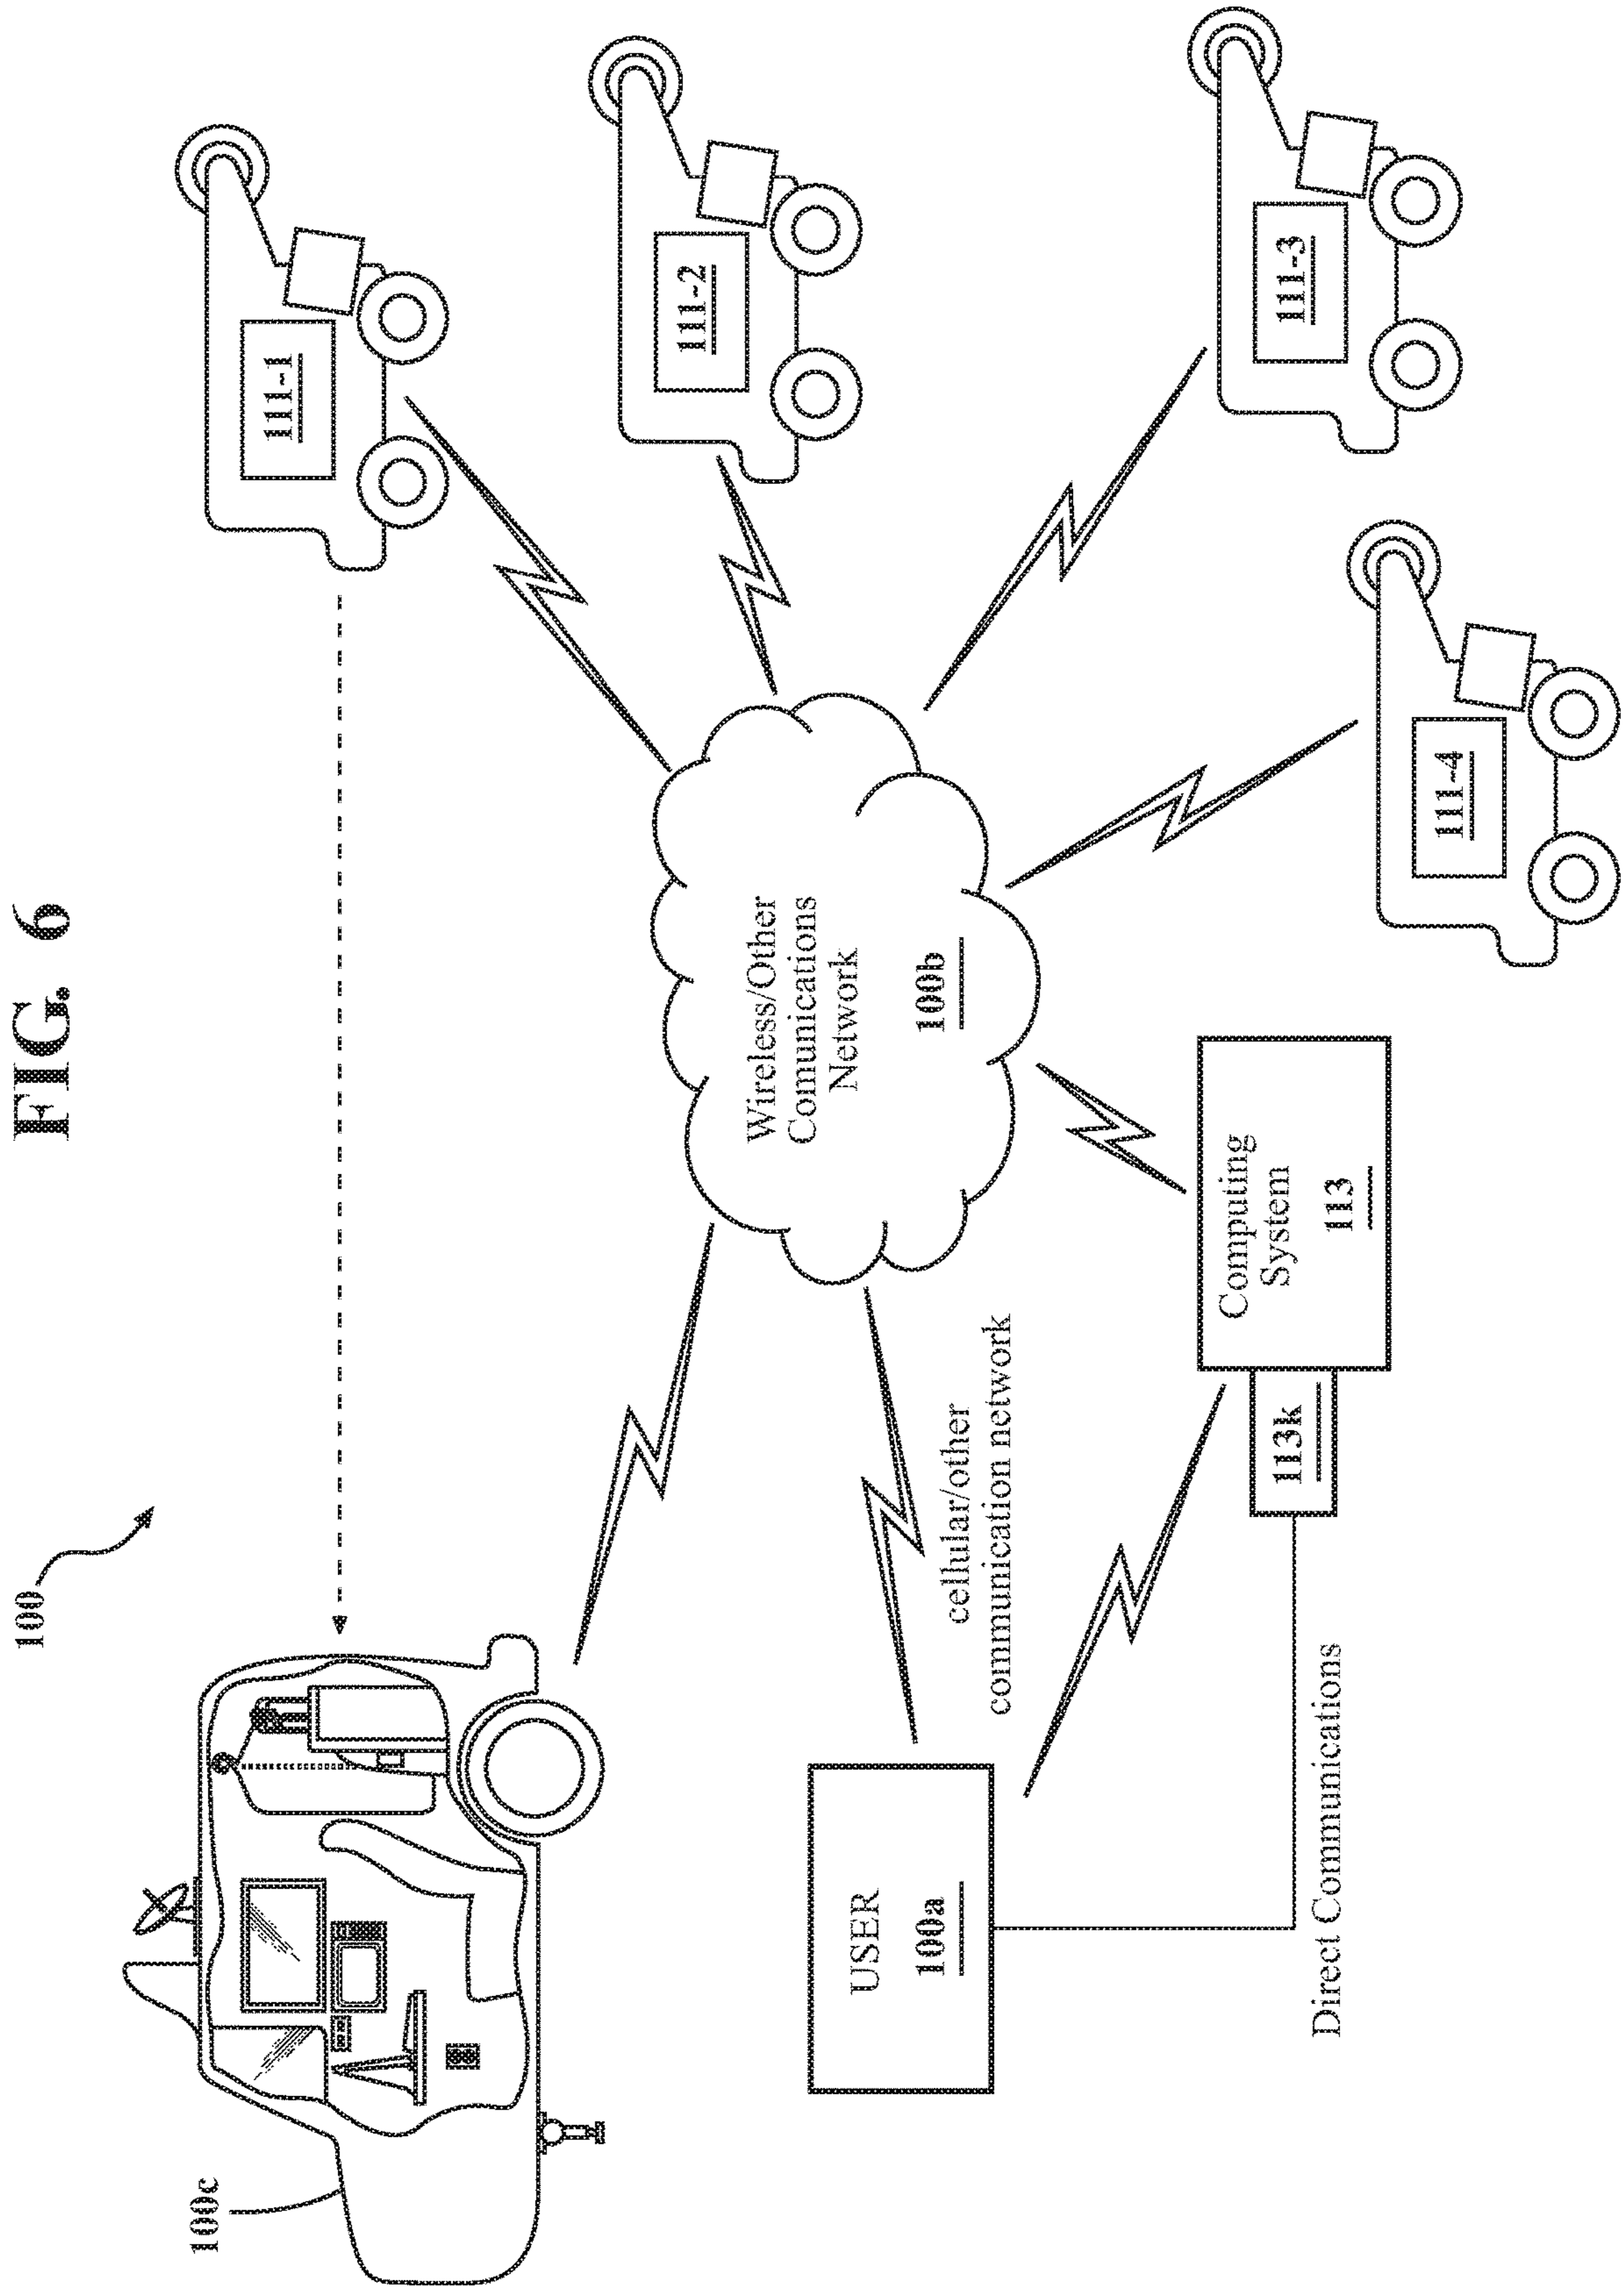 FIG. 6
100
100c
111-1
111-2
111-3
111-4
Wireless/Other
Comunications
Network
100b
cellular/other
communication network
USER
100a
Computing
System
113
113k
Direct Communications